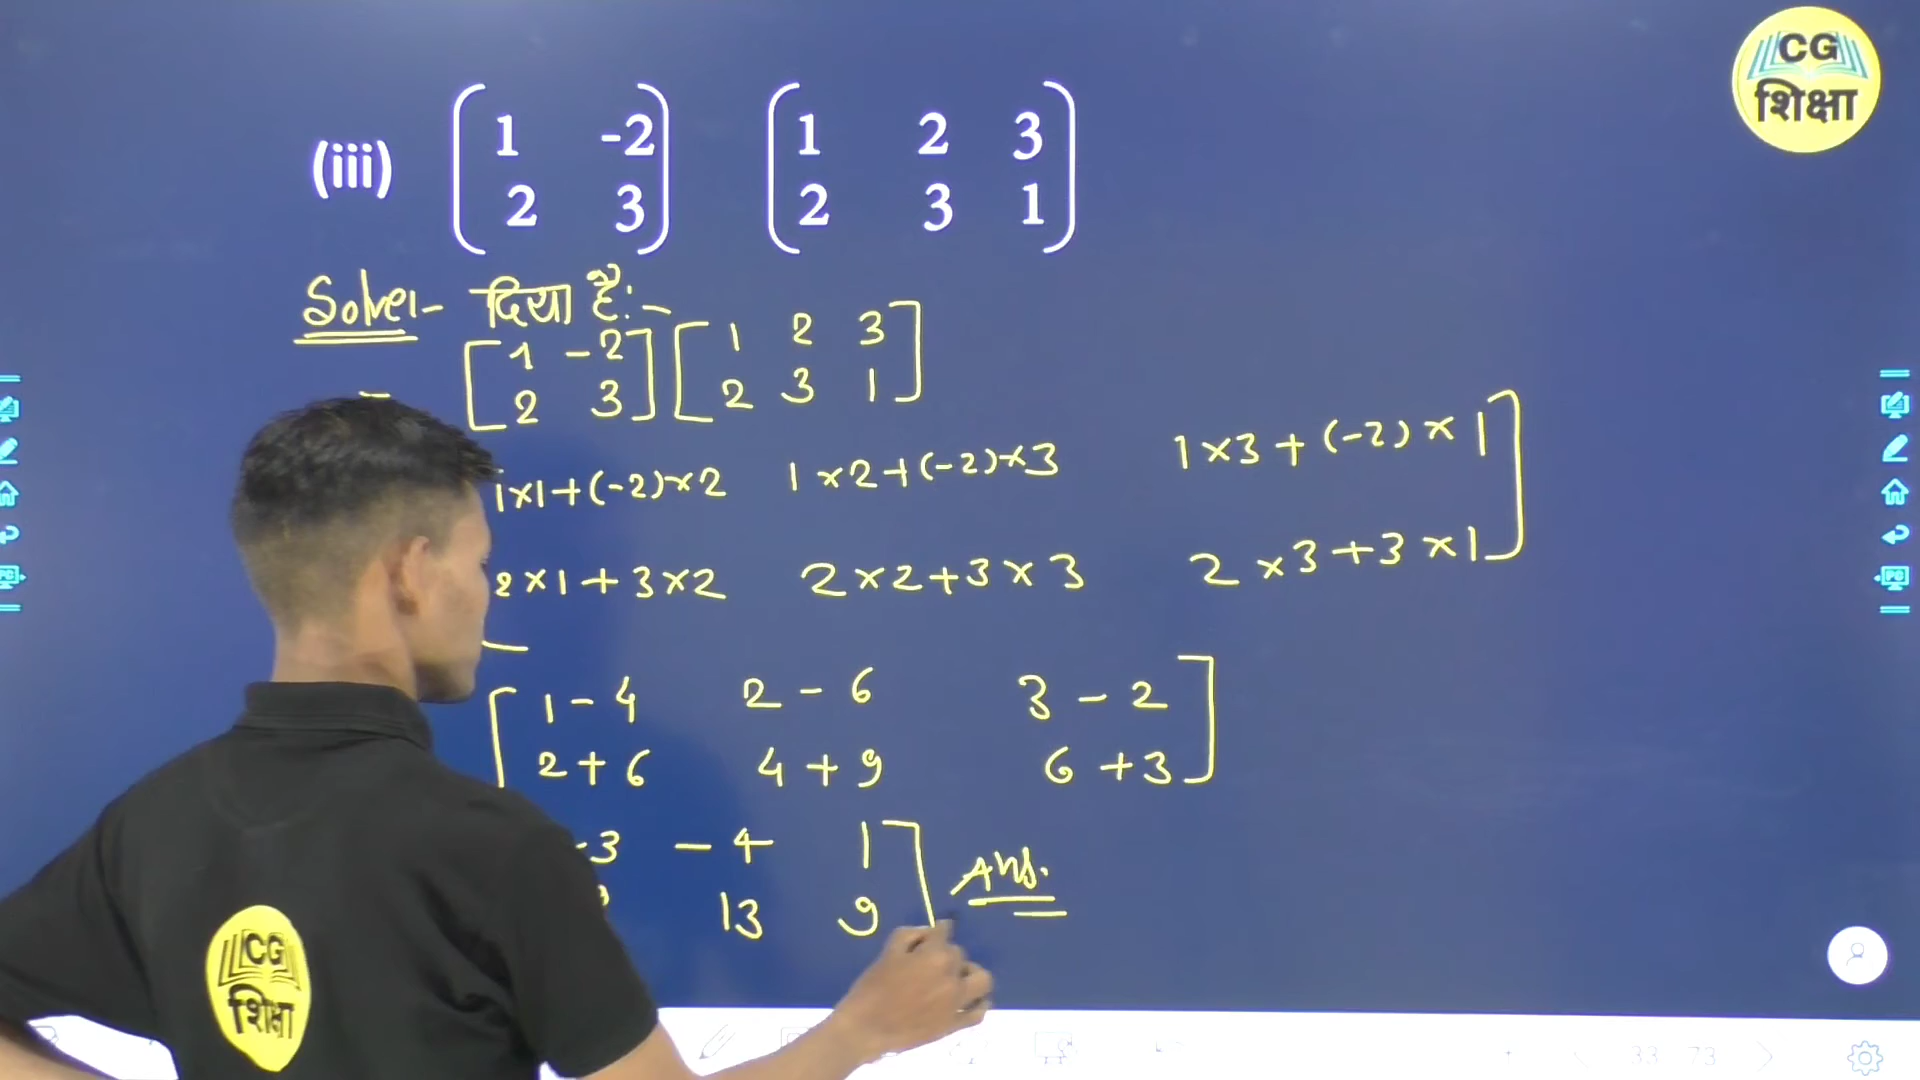 CG
शिक्षा
(iii) 1 -2 1 2 3
2 3 2 3 1
Solve:- दिया है:-
1 -2 1 2 3
2 3 2 3 1
1×1+(-2)×2 1×2+(-2)×3 1×3+(-2)×1
2×1+3×2 2×2+3×3 2×3+3×1
1-4 2-6 3-2
2+6 4+9 6+3
-3 -4 1 Ans.
13 9
CG
शिक्षा
33 73